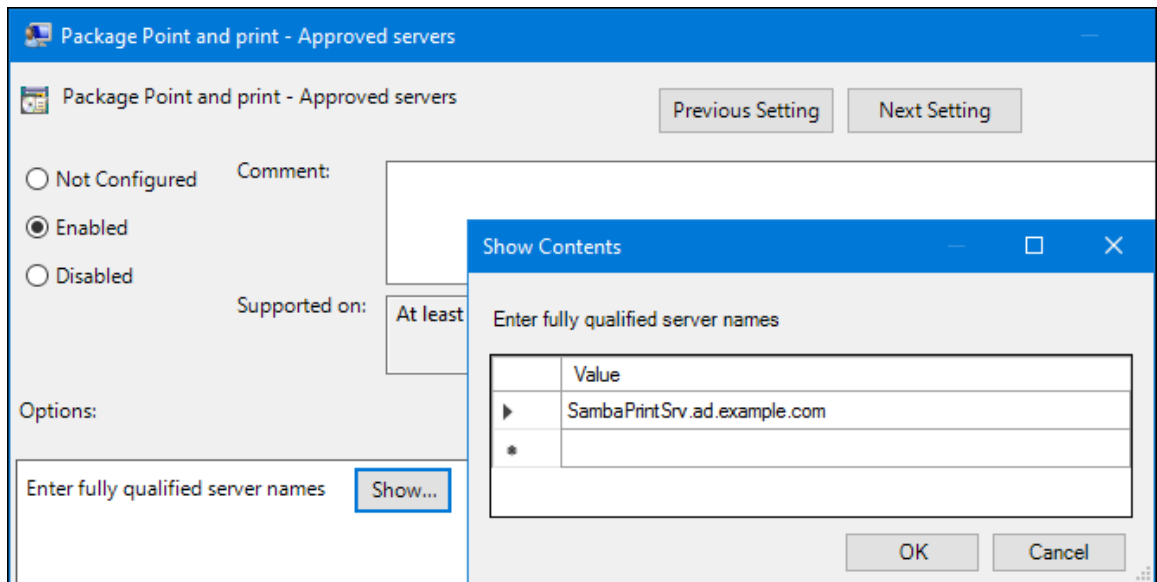 Package Point and print - Approved servers
Package Point and print - Approved servers
Previous Setting
Next Setting
Not Configured
Comment:
Enabled
Disabled
Supported on:
At least
Options:
Enter fully qualified server names
Show...
Show Contents
Enter fully qualified server names
Value
SambaPrintSrv.ad.example.com
OK
Cancel